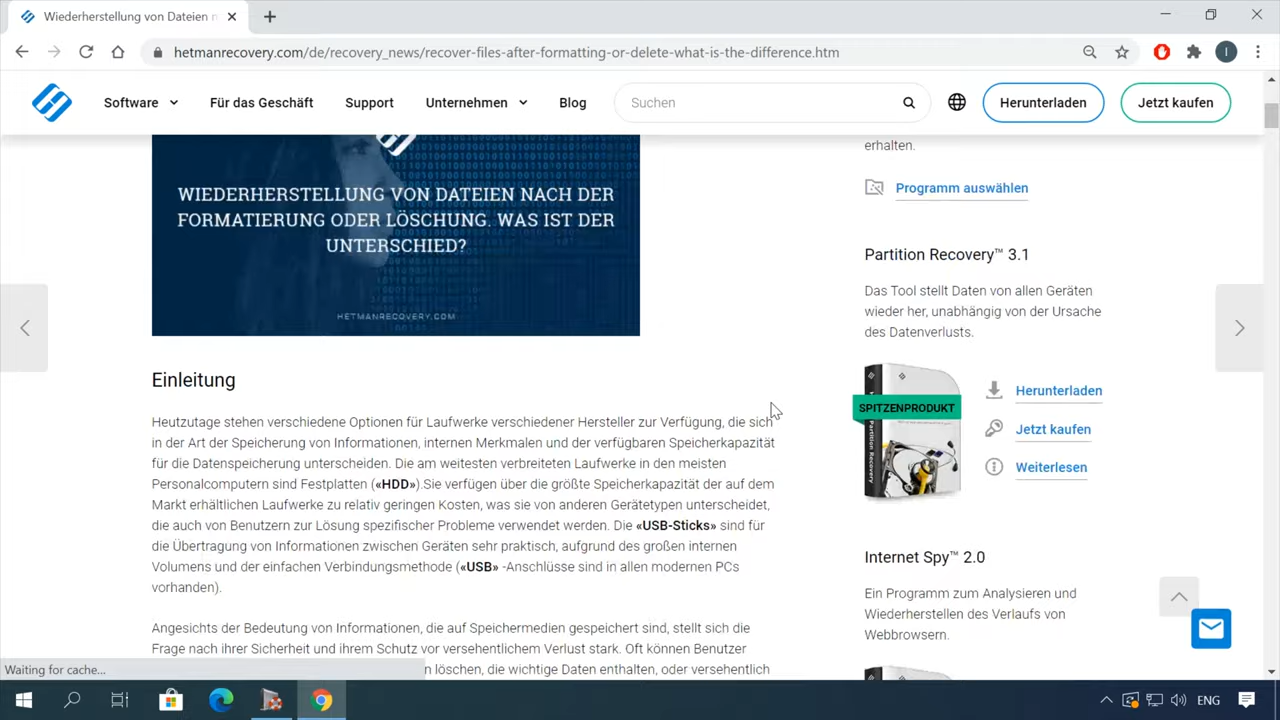 Wiederherstellung von Dateien n
hetmanrecovery.com/de/recovery_news/recover-files-after-formatting-or-delete-what-is-the-difference.htm
I
Software
Für das Geschäft
Support
Unternehmen
Blog
Suchen
Herunterladen
Jetzt kaufen
WIEDERHERSTELLUNG VON DATEIEN NACH DER
FORMATIERUNG ODER LÖSCHUNG. WAS IST DER
UNTERSCHIED?
HETMANRECOVERY.COM
Einleitung
Heutzutage stehen verschiedene Optionen für Laufwerke verschiedener Hersteller zur Verfügung, die sich
in der Art der Speicherung von Informationen, internen Merkmalen und der verfügbaren Speicherkapazität
für die Datenspeicherung unterscheiden. Die am weitesten verbreiteten Laufwerke in den meisten
Personalcomputern sind Festplatten («HDD»).Sie verfügen über die größte Speicherkapazität der auf dem
Markt erhältlichen Laufwerke zu relativ geringen Kosten, was sie von anderen Gerätetypen unterscheidet,
die auch von Benutzern zur Lösung spezifischer Probleme verwendet werden. Die «USB-Sticks» sind für
die Übertragung von Informationen zwischen Geräten sehr praktisch, aufgrund des großen internen
Volumens und der einfachen Verbindungsmethode («USB» -Anschlüsse sind in allen modernen PCs
vorhanden).
Angesichts der Bedeutung von Informationen, die auf Speichermedien gespeichert sind, stellt sich die
Frage nach ihrer Sicherheit und ihrem Schutz vor versehentlichem Verlust stark. Oft können Benutzer
n löschen, die wichtige Daten enthalten, oder versehentlich
erhalten.
Programm auswählen
Partition Recovery™ 3.1
Das Tool stellt Daten von allen Geräten
wieder her, unabhängig von der Ursache
des Datenverlusts.
SPITZENPRODUKT
Partition Recovery
Herunterladen
Jetzt kaufen
Weiterlesen
Internet Spy™ 2.0
Ein Programm zum Analysieren und
Wiederherstellen des Verlaufs von
Webbrowsern.
Waiting for cache...
ENG